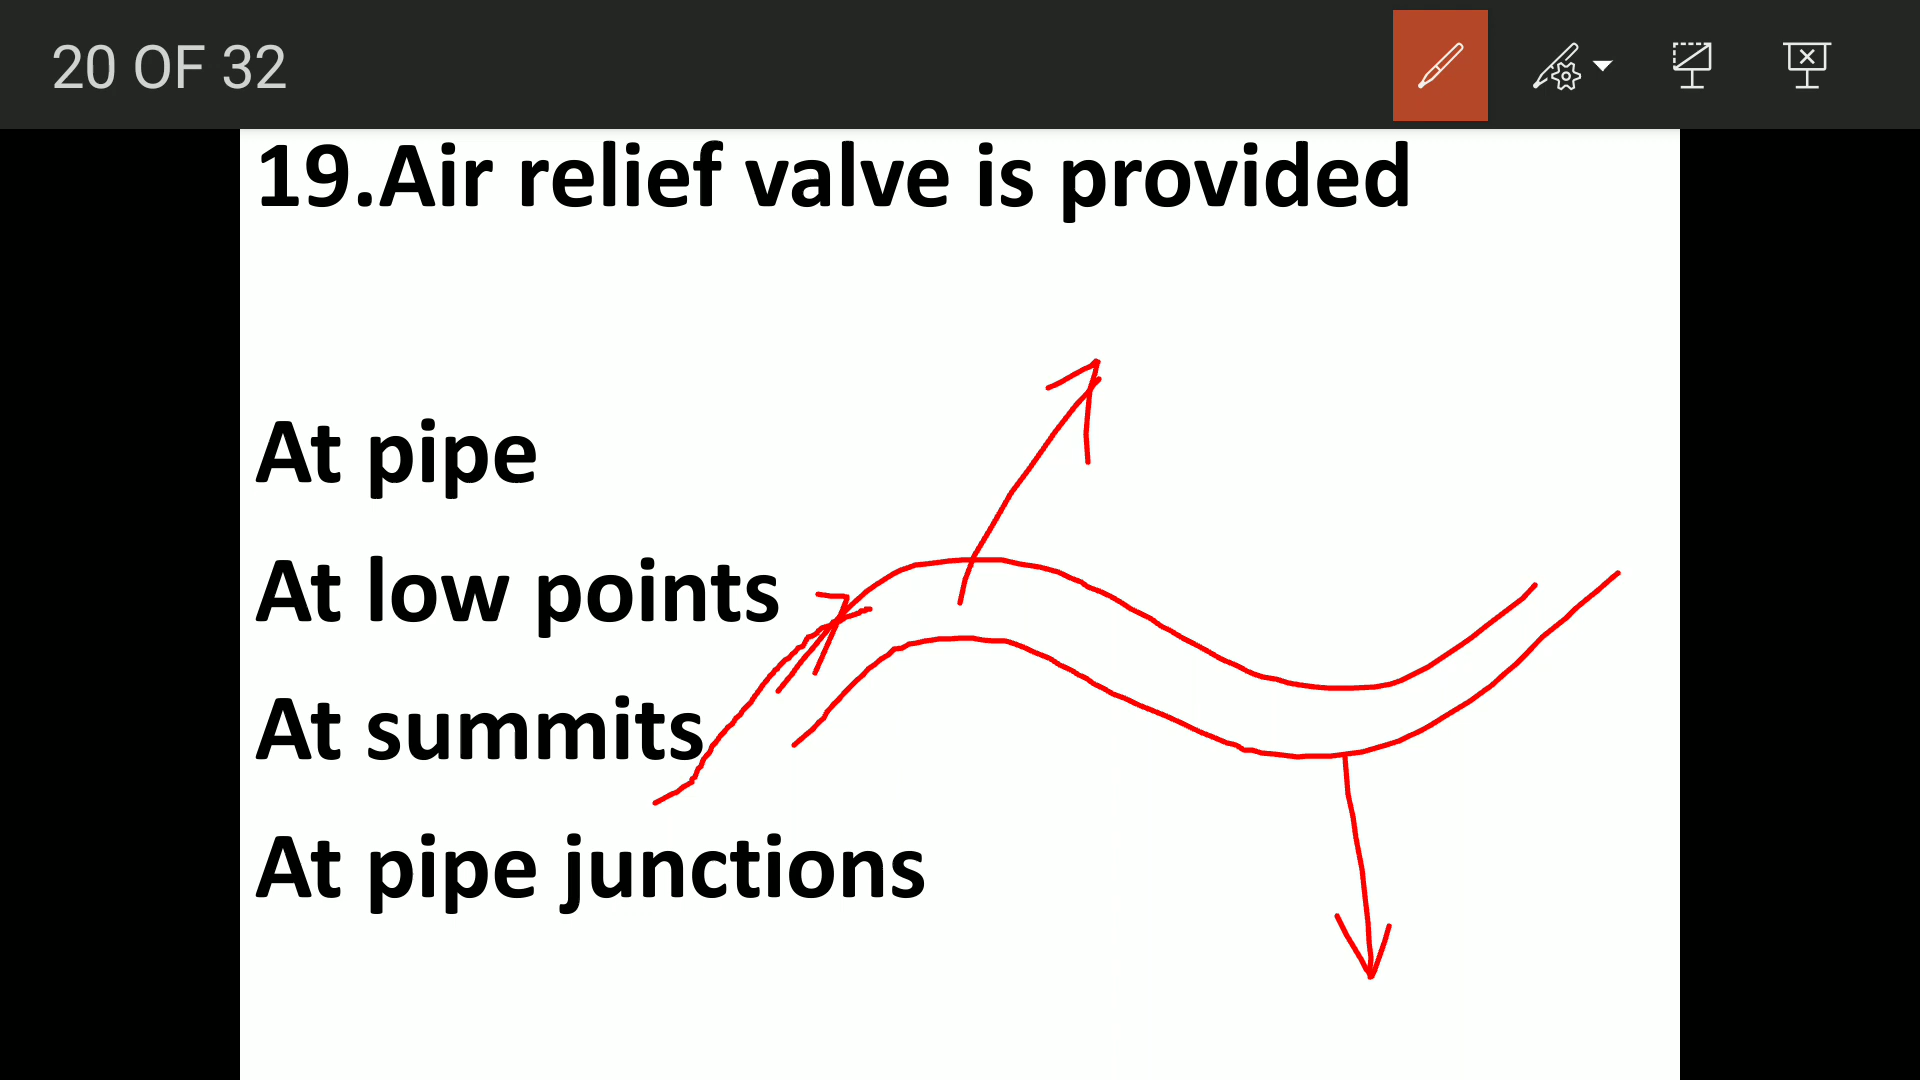 20 OF 32
19.Air relief valve is provided
At pipe
At low points
At summits
At pipe junctions